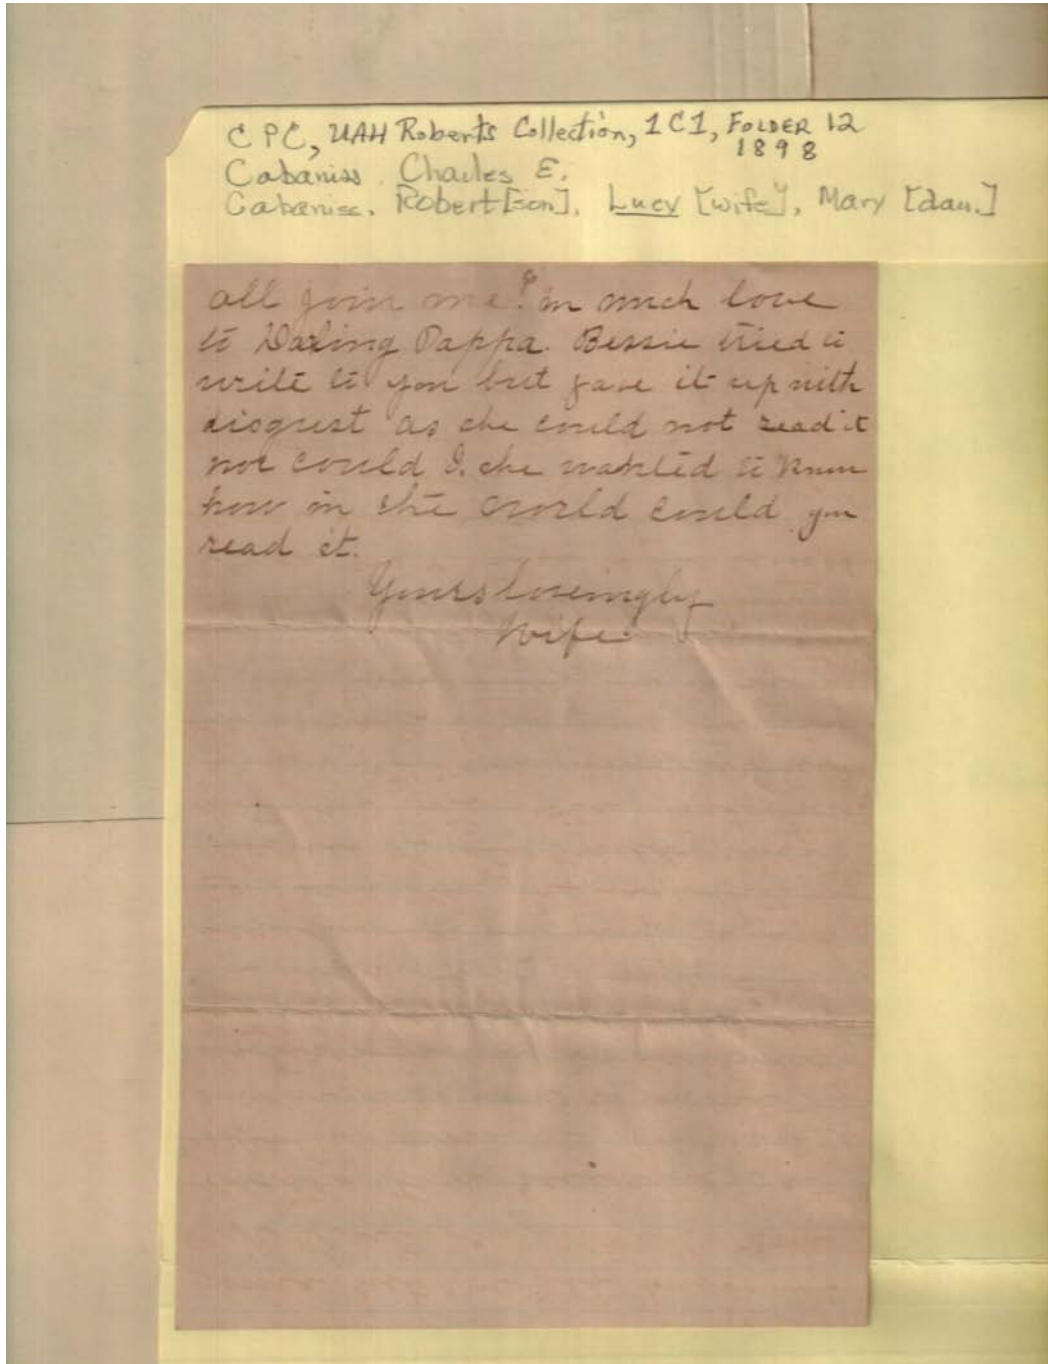 CPC, UAH Roberts Collection, 1C1, FOLDER 12
1898
Cabaniss, Charles E.
Cabaniss, Robert [son], Lucy [wife], Mary [dau.]
all join me in much love
to Darling Pappa. Bessie tried to
write to you but gave it up with
disgust as she could not read it
nor could I. she wanted to know
how in the world could you
read it.
Yours lovingly
Wife